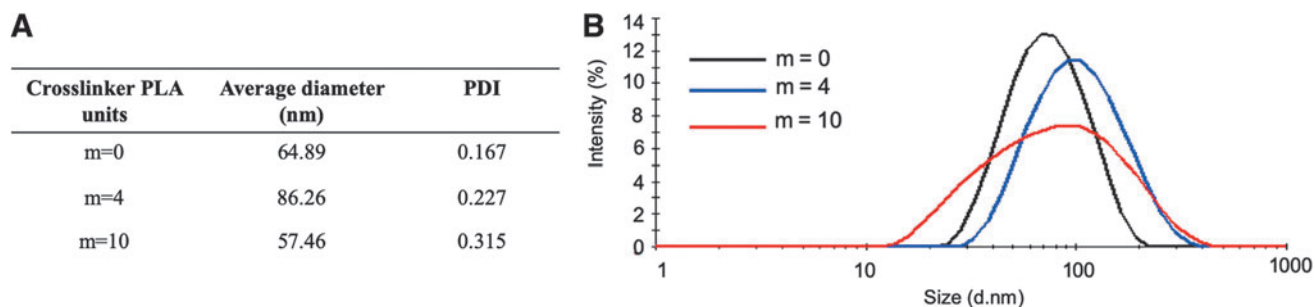 A
Crosslinker PLA units Average diameter (nm) PDI
m=0 64.89 0.167
m=4 86.26 0.227
m=10 57.46 0.315
B
Intensity (%)
14
12
10
8
6
4
2
0
m = 0
m = 4
m = 10
1 10 100 1000
Size (d.nm)